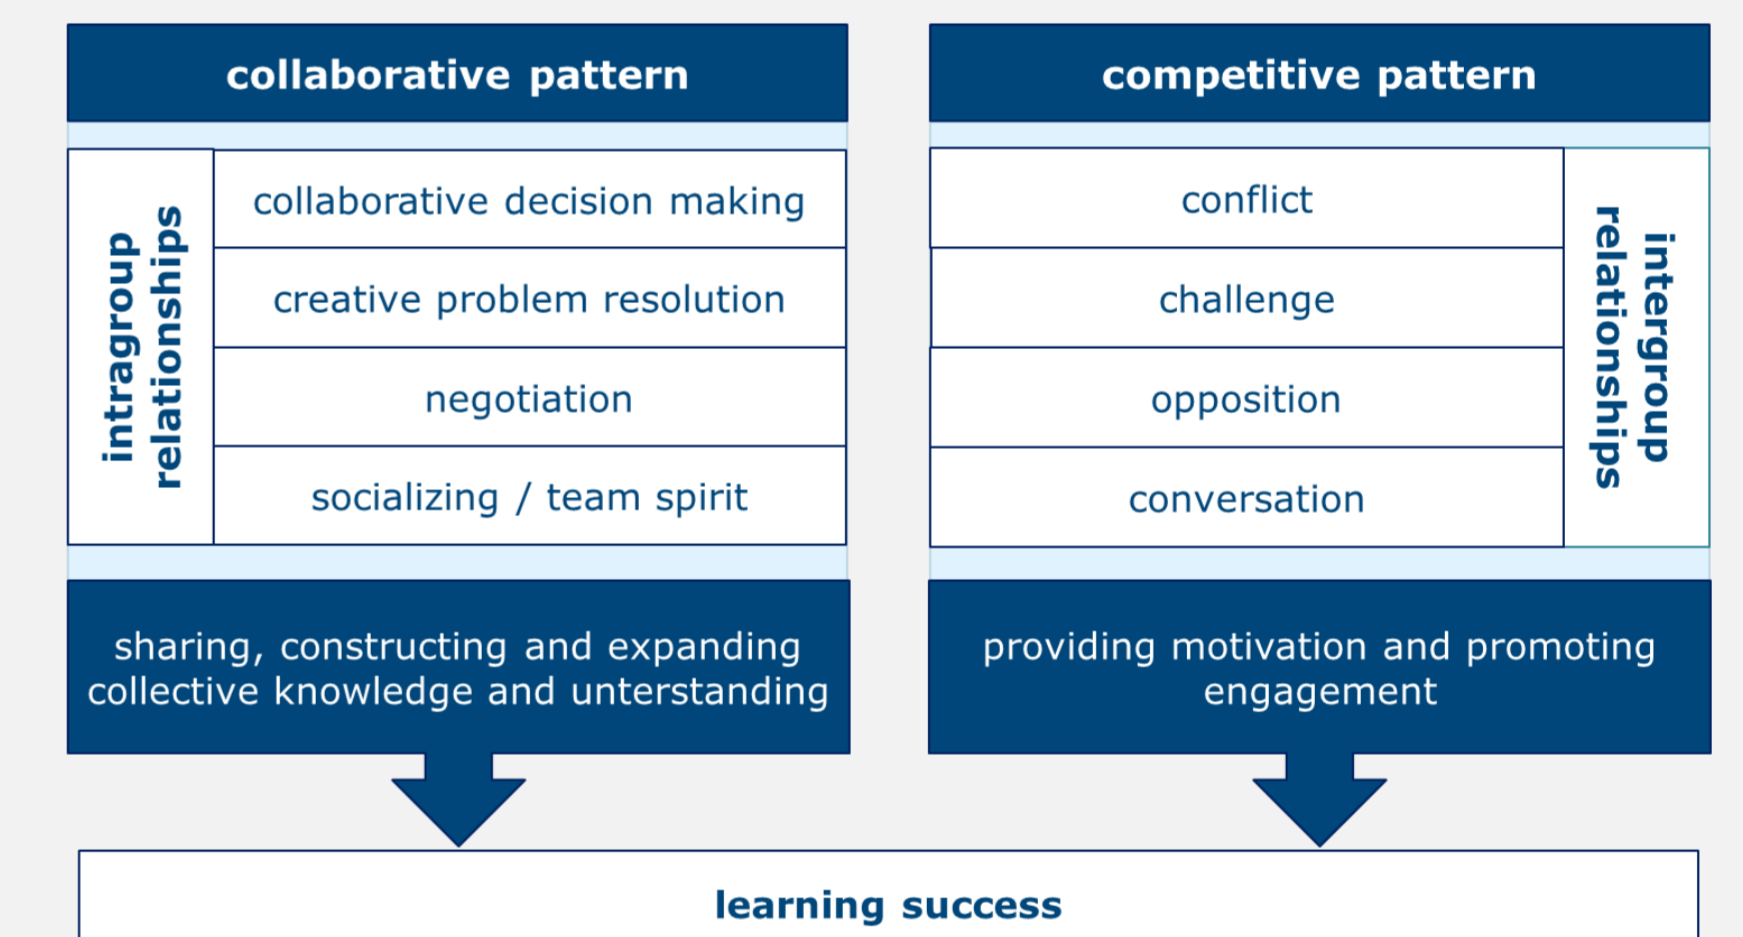 collaborative pattern
intragroup
relationships
collaborative decision making
creative problem resolution
negotiation
socializing / team spirit
sharing, constructing and expanding
collective knowledge and unterstanding
competitive pattern
conflict
challenge
opposition
conversation
intergroup
relationships
providing motivation and promoting
engagement
learning success